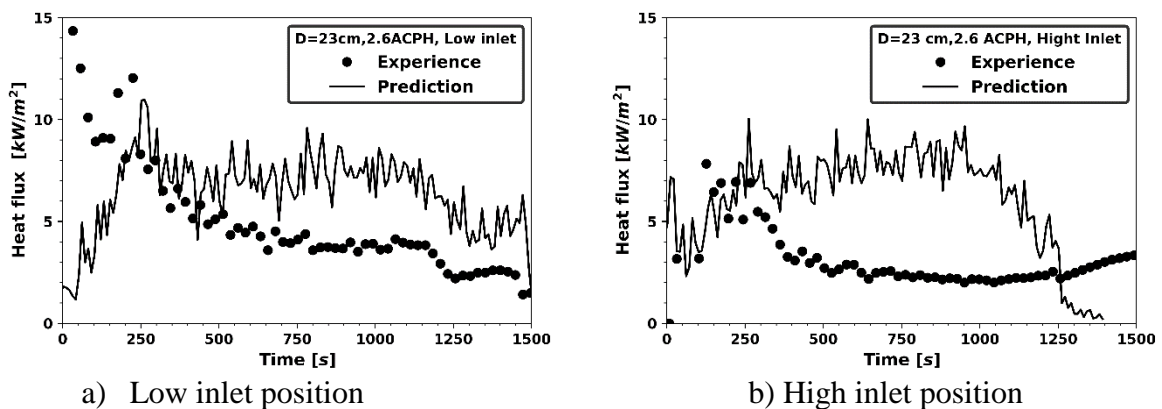 15
10
5
0
Heat flux [kW/m²]
D=23cm,2.6ACPH, Low inlet
Experience
Prediction
0 250 500 750 1000 1250 1500
Time [s]
a) Low inlet position
15
10
5
0
Heat flux [kW/m²]
D=23 cm,2.6 ACPH, Hight Inlet
Experience
Prediction
0 250 500 750 1000 1250 1500
Time [s]
b) High inlet position